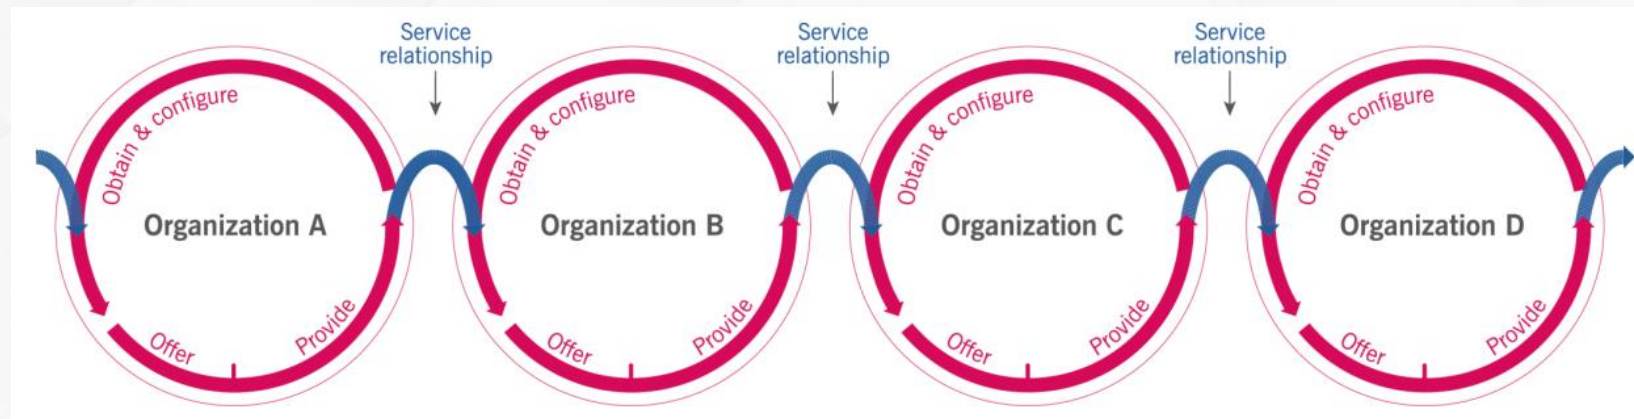 Service
relationship
Service
relationship
Service
relationship
Obtain & configure
Obtain & configure
Obtain & configure
Obtain & configure
Organization A
Organization B
Organization C
Organization D
Offer
Provide
Offer
Provide
Offer
Provide
Offer
Provide